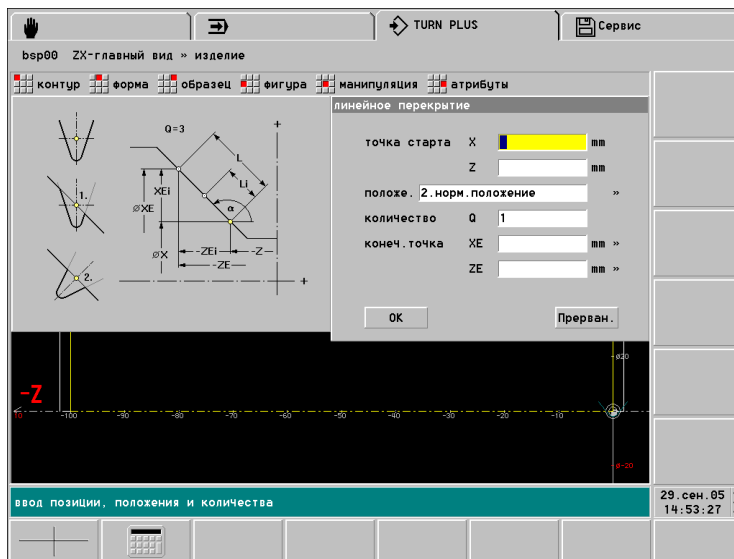 TURN PLUS
Сервис
bsp00 ZX-главный вид » изделие
контур форма образец фигура манипуляция атрибуты
линейное перекрытие
точка старта X mm
Z mm
положе. 2.норм.положение »
количество Q 1
конеч.точка XE mm »
ZE mm »
OK Прерван.
Q=3
+
L
Li
XEi
⌀XE
α
1.
⌀X
-ZEi -Z-
-ZE-
2.
+
⌀20
-Z
-100 -90 -80 -70 -60 -50 -40 -30 -20 -10
⌀-20
ввод позиции, положения и количества
29.сен.05
14:53:27